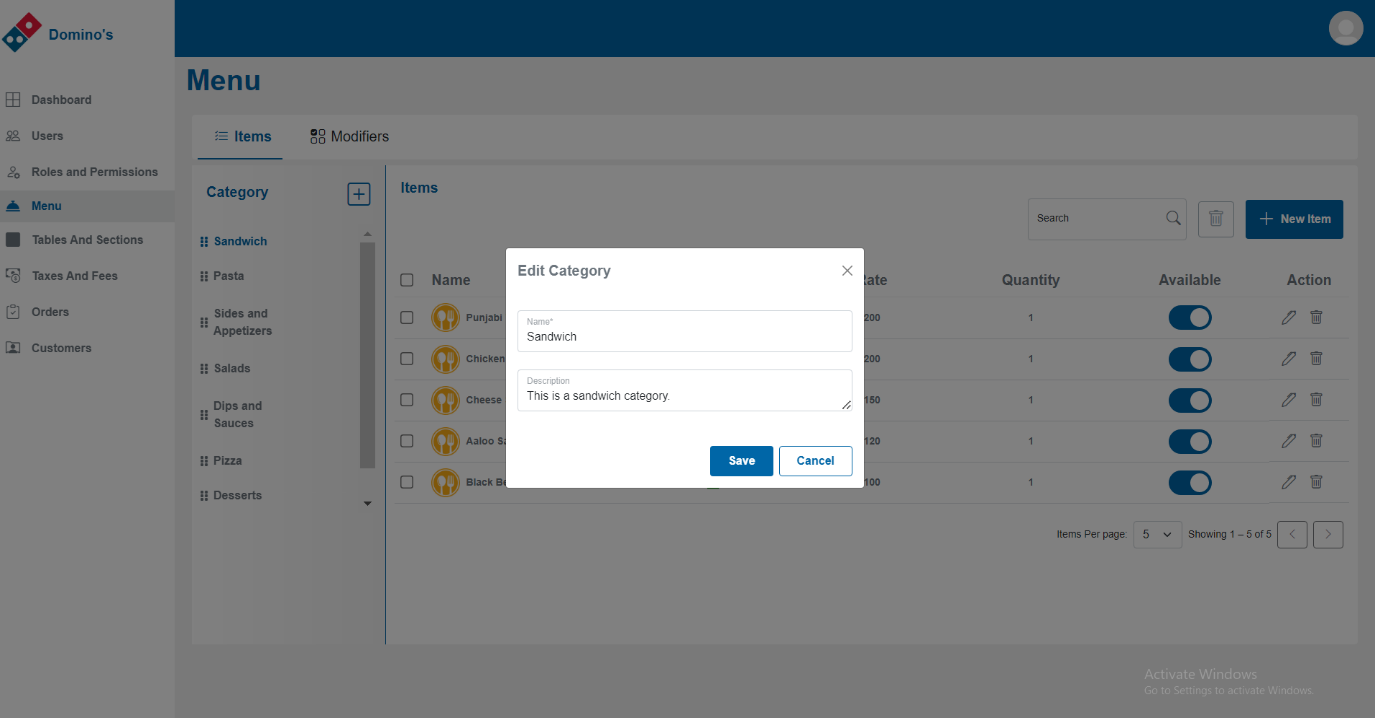 Domino's
Menu
Dashboard
Users
Roles and Permissions
Menu
Tables And Sections
Taxes And Fees
Orders
Customers
Items
Modifiers
Category
Sandwich
Pasta
Sides and
Appetizers
Salads
Dips and
Sauces
Pizza
Desserts
Items
Search
New Item
Name
Quantity
Available
Action
Punjabi
200
1
Chicken
200
1
Cheese
150
1
Aaloo
120
1
Black
100
1
Items Per page:
5
Showing 1 – 5 of 5
Edit Category
Name*
Sandwich
Description
This is a sandwich category.
Save
Cancel
Activate Windows
Go to Settings to activate Windows.